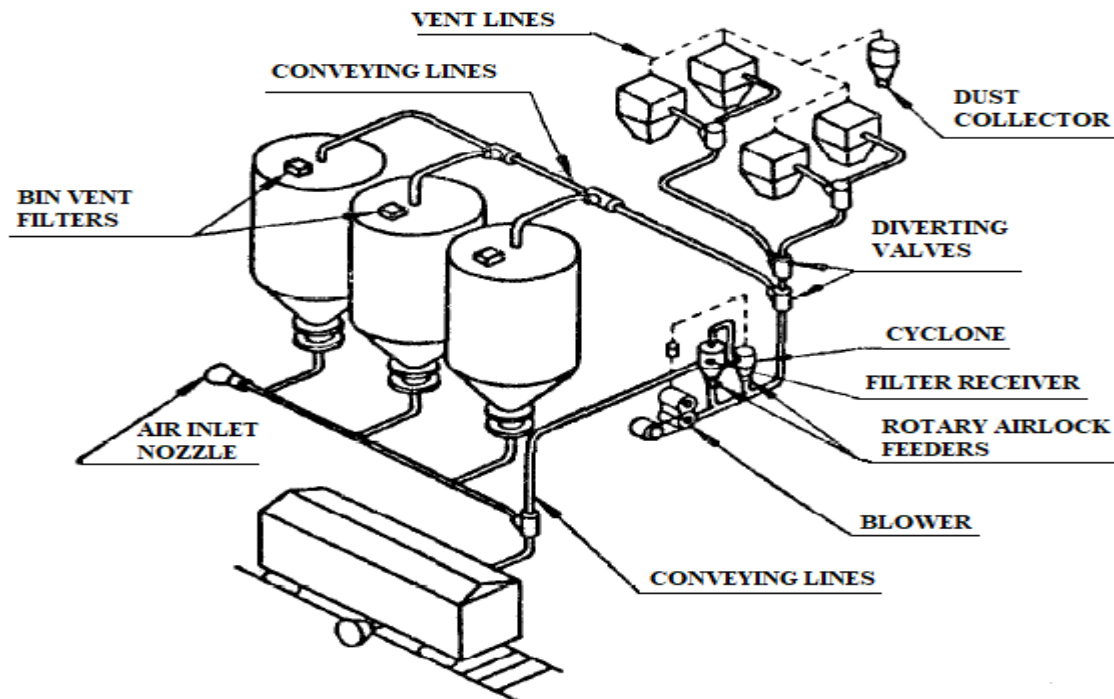 VENT LINES
CONVEYING LINES
DUST
COLLECTOR
BIN VENT
FILTERS
DIVERTING
VALVES
CYCLONE
FILTER RECEIVER
AIR INLET
NOZZLE
ROTARY AIRLOCK
FEEDERS
BLOWER
CONVEYING LINES